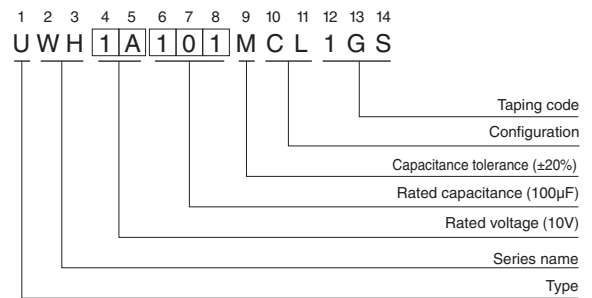 1 2 3 4 5 6 7 8 9 10 11 12 13 14
U W H 1 A 1 0 1 M C L 1 G S
Taping code
Configuration
Capacitance tolerance (±20%)
Rated capacitance (100µF)
Rated voltage (10V)
Series name
Type